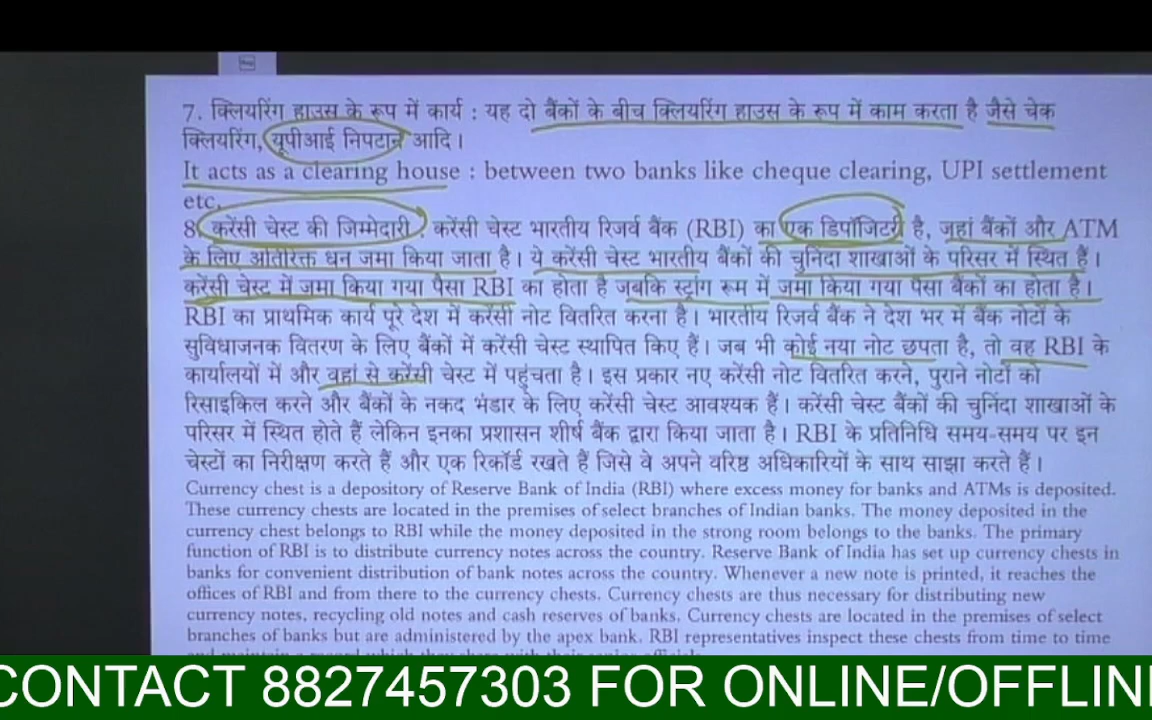 7. क्लियरिंग हाउस के रूप में कार्य : यह दो बैंकों के बीच क्लियरिंग हाउस के रूप में काम करता है जैसे चेक
क्लियरिंग, यूपीआई निपटान आदि।
It acts as a clearing house : between two banks like cheque clearing, UPI settlement
etc.
8 करेंसी चेस्ट की जिम्मेदारी : करेंसी चेस्ट भारतीय रिजर्व बैंक (RBI) का एक डिपॉजिटरी है, जहां बैंकों और ATM
के लिए अतिरिक्त धन जमा किया जाता है। ये करेंसी चेस्ट भारतीय बैंकों की चुनिंदा शाखाओं के परिसर में स्थित हैं।
करेंसी चेस्ट में जमा किया गया पैसा RBI का होता है जबकि स्ट्रांग रूम में जमा किया गया पैसा बैंकों का होता है।
RBI का प्राथमिक कार्य पूरे देश में करेंसी नोट वितरित करना है। भारतीय रिजर्व बैंक ने देश भर में बैंक नोटों के
सुविधाजनक वितरण के लिए बैंकों में करेंसी चेस्ट स्थापित किए हैं। जब भी कोई नया नोट छपता है, तो वह RBI के
कार्यालयों में और वहां से करेंसी चेस्ट में पहुंचता है। इस प्रकार नए करेंसी नोट वितरित करने, पुराने नोटों को
रिसाइकिल करने और बैंकों के नकद भंडार के लिए करेंसी चेस्ट आवश्यक हैं। करेंसी चेस्ट बैंकों की चुनिंदा शाखाओं के
परिसर में स्थित होते हैं लेकिन इनका प्रशासन शीर्ष बैंक द्वारा किया जाता है। RBI के प्रतिनिधि समय-समय पर इन
चेस्टों का निरीक्षण करते हैं और एक रिकॉर्ड रखते हैं जिसे वे अपने वरिष्ठ अधिकारियों के साथ साझा करते हैं।
Currency chest is a depository of Reserve Bank of India (RBI) where excess money for banks and ATMs is deposited.
These currency chests are located in the premises of select branches of Indian banks. The money deposited in the
currency chest belongs to RBI while the money deposited in the strong room belongs to the banks. The primary
function of RBI is to distribute currency notes across the country. Reserve Bank of India has set up currency chests in
banks for convenient distribution of bank notes across the country. Whenever a new note is printed, it reaches the
offices of RBI and from there to the currency chests. Currency chests are thus necessary for distributing new
currency notes, recycling old notes and cash reserves of banks. Currency chests are located in the premises of select
branches of banks but are administered by the apex bank. RBI representatives inspect these chests from time to time
CONTACT 8827457303 FOR ONLINE/OFFLIN